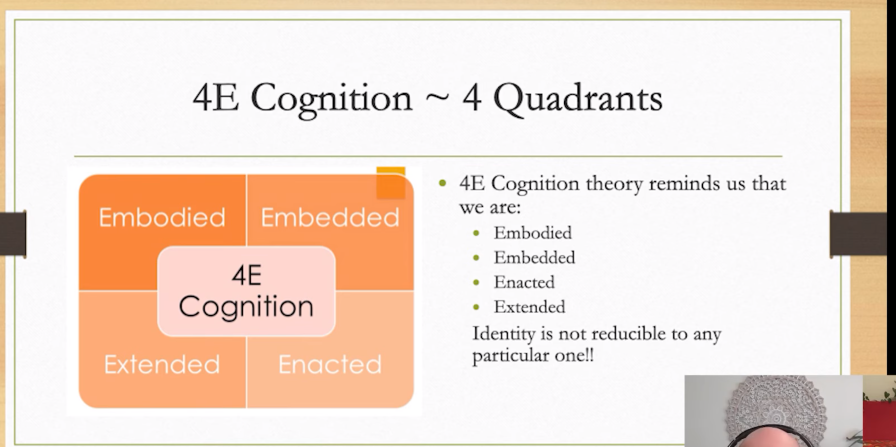 4E Cognition ~ 4 Quadrants
Embodied
Embedded
4E
Cognition
Extended
Enacted
• 4E Cognition theory reminds us that
we are:
• Embodied
• Embedded
• Enacted
• Extended
Identity is not reducible to any
particular one!!